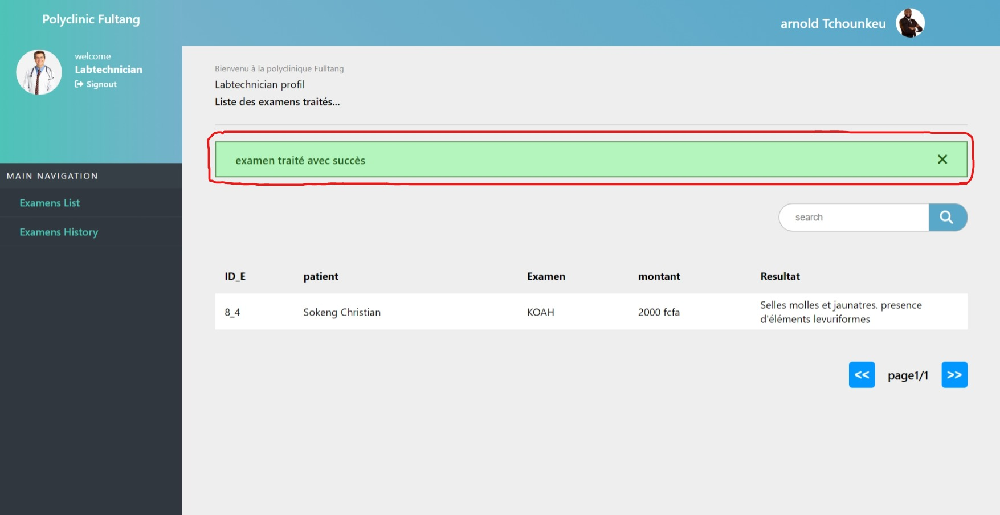 Polyclinic Fultang
arnold Tchounkeu
welcome
Labtechnician
Signout
Bienvenu à la polyclinique Fulltang
Labtechnician profil
Liste des examens traités...
examen traité avec succès
MAIN NAVIGATION
Examens List
Examens History
search
ID_E patient Examen montant Resultat
8_4 Sokeng Christian KOAH 2000 fcfa Selles molles et jaunatres. presence
d'éléments levuriformes
<< page1/1 >>